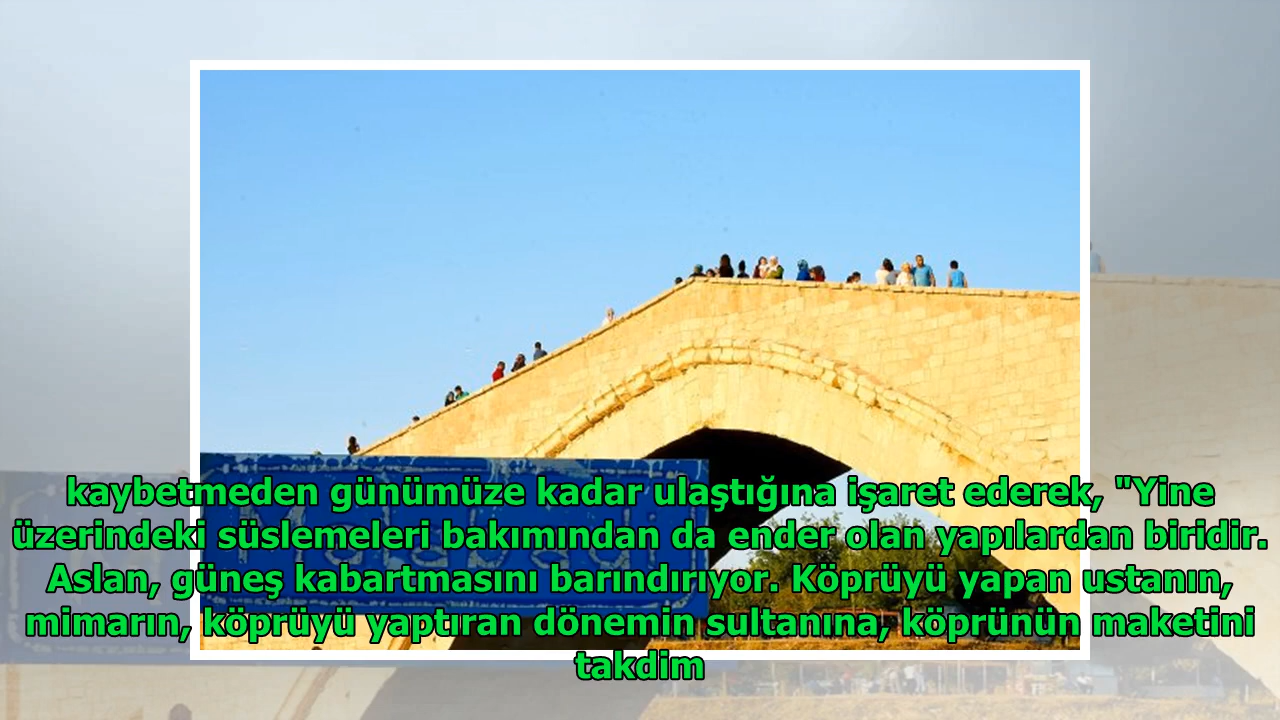 kaybetmeden günümüze kadar ulaştığına işaret ederek, "Yine
üzerindeki süslemeleri bakımından da ender olan yapılardan biridir.
Aslan, güneş kabartmasını barındırıyor. Köprüyü yapan ustanın,
mimarın, köprüyü yaptıran dönemin sultanına, köprünün maketini
takdim